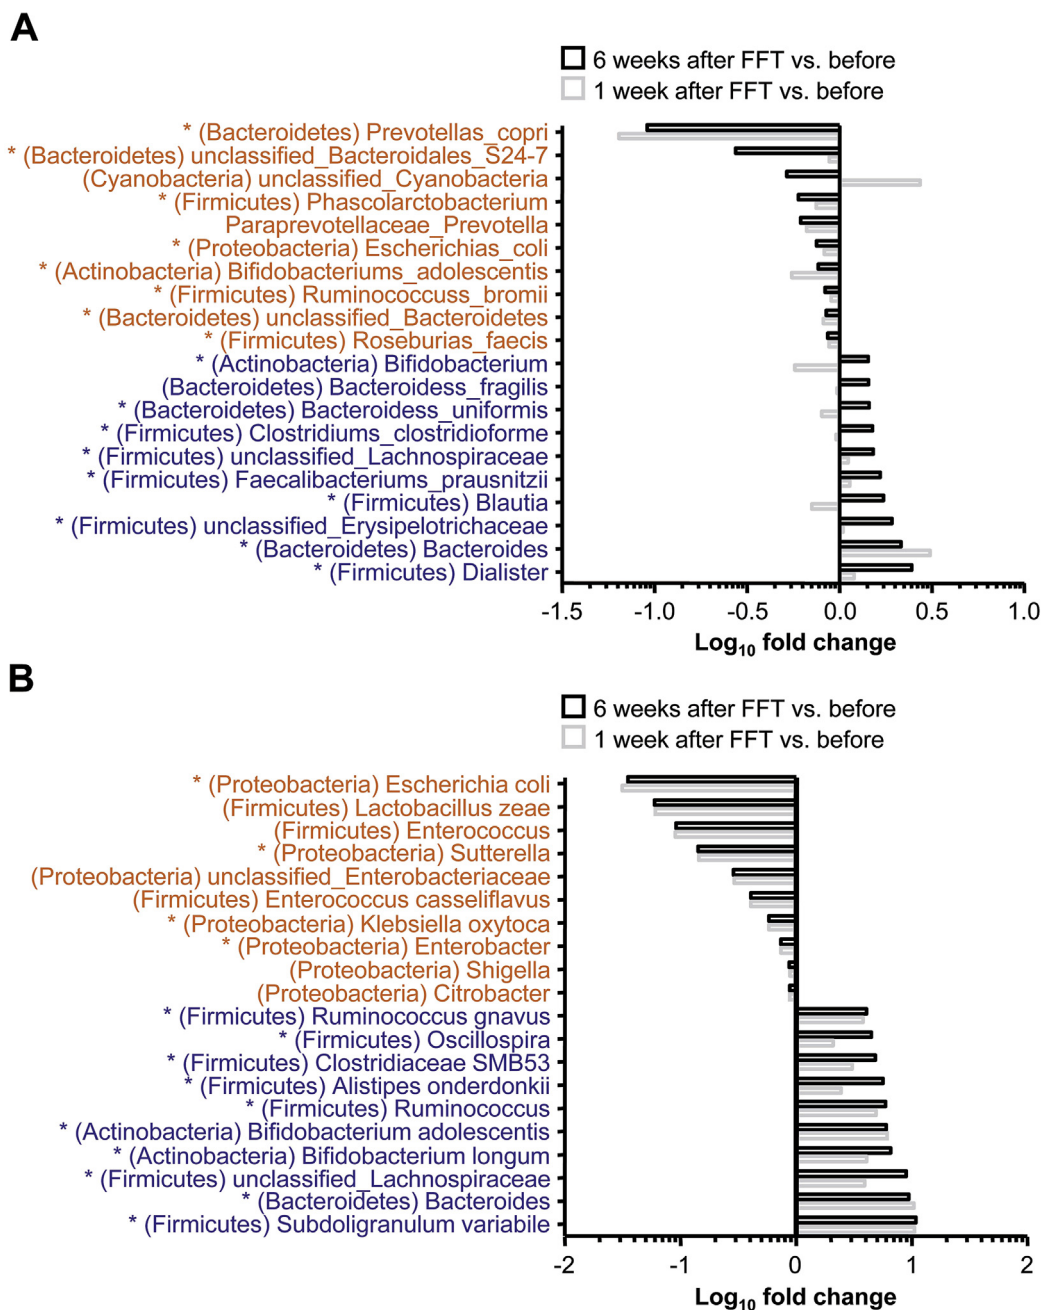 A
6 weeks after FFT vs. before
1 week after FFT vs. before
* (Bacteroidetes) Prevotellas_copri
* (Bacteroidetes) unclassified_Bacteroidales_S24-7
(Cyanobacteria) unclassified_Cyanobacteria
* (Firmicutes) Phascolarctobacterium
Paraprevotellaceae_Prevotella
* (Proteobacteria) Escherichias_coli
* (Actinobacteria) Bifidobacteriums_adolescentis
* (Firmicutes) Ruminococcuss_bromii
* (Bacteroidetes) unclassified_Bacteroidetes
* (Firmicutes) Roseburias_faecis
* (Actinobacteria) Bifidobacterium
(Bacteroidetes) Bacteroidess_fragilis
* (Bacteroidetes) Bacteroidess_uniformis
* (Firmicutes) Clostridiums_clostridioforme
* (Firmicutes) unclassified_Lachnospiraceae
* (Firmicutes) Faecalibacteriums_prausnitzii
* (Firmicutes) Blautia
* (Firmicutes) unclassified_Erysipelotrichaceae
* (Bacteroidetes) Bacteroides
* (Firmicutes) Dialister
-1.5 -1.0 -0.5 0.0 0.5 1.0
Log10 fold change
B
6 weeks after FFT vs. before
1 week after FFT vs. before
* (Proteobacteria) Escherichia coli
(Firmicutes) Lactobacillus zeae
(Firmicutes) Enterococcus
* (Proteobacteria) Sutterella
(Proteobacteria) unclassified_Enterobacteriaceae
(Firmicutes) Enterococcus casseliflavus
* (Proteobacteria) Klebsiella oxytoca
* (Proteobacteria) Enterobacter
(Proteobacteria) Shigella
(Proteobacteria) Citrobacter
* (Firmicutes) Ruminococcus gnavus
* (Firmicutes) Oscillospira
* (Firmicutes) Clostridiaceae SMB53
* (Firmicutes) Alistipes onderdonkii
* (Firmicutes) Ruminococcus
* (Actinobacteria) Bifidobacterium adolescentis
* (Actinobacteria) Bifidobacterium longum
* (Firmicutes) unclassified_Lachnospiraceae
* (Bacteroidetes) Bacteroides
* (Firmicutes) Subdoligranulum variabile
-2 -1 0 1 2
Log10 fold change